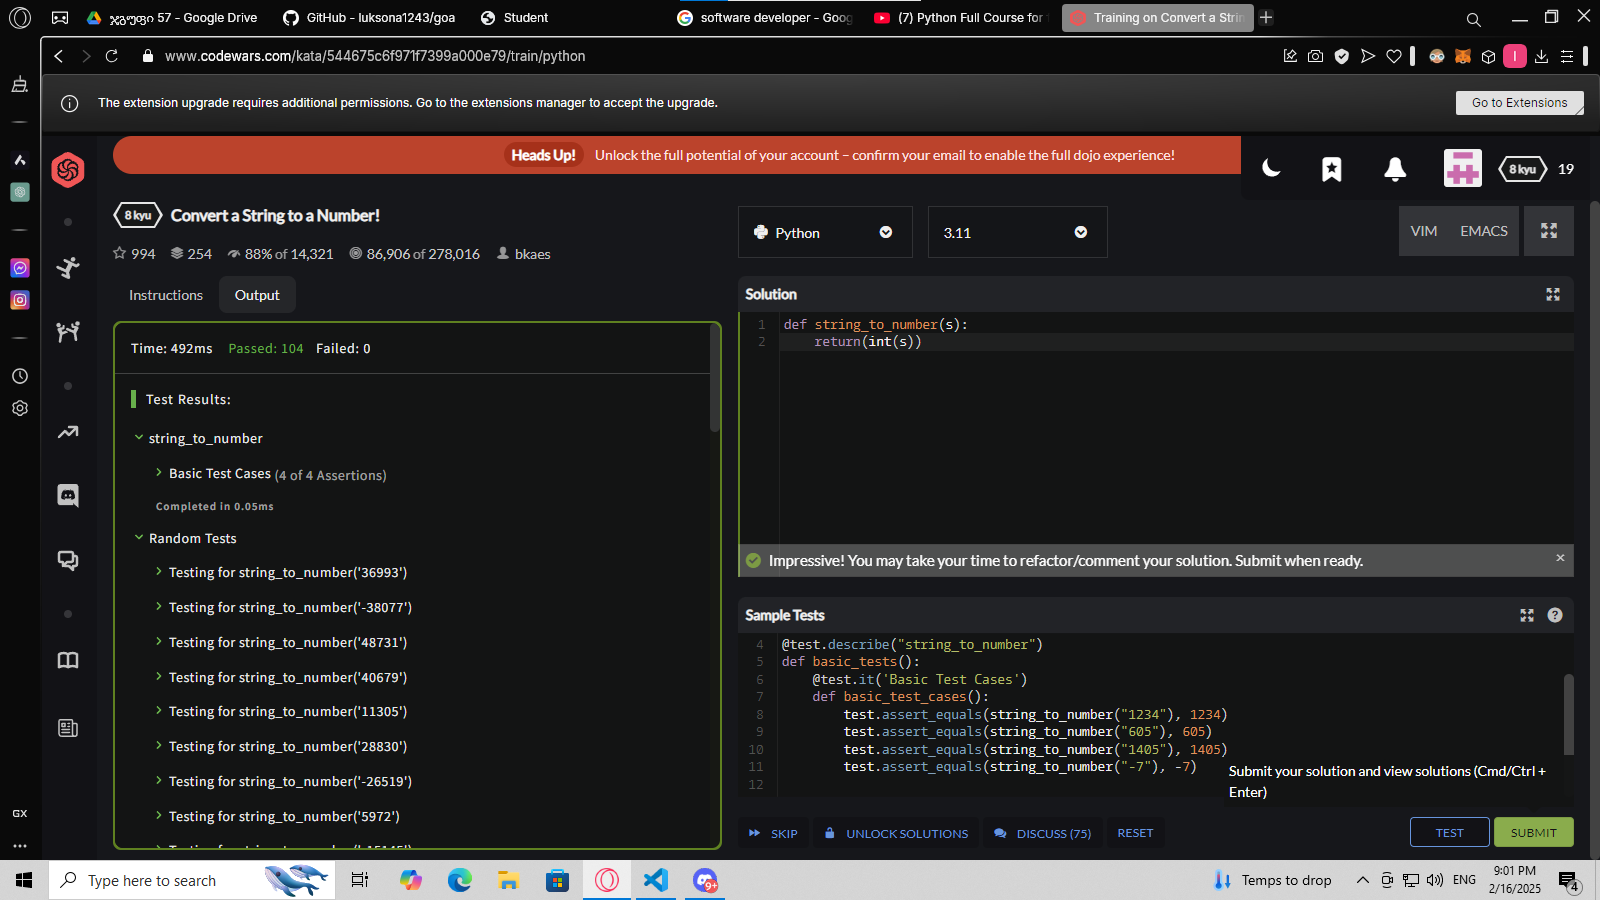 ჯგუფი 57 - Google Drive
GitHub - luksona1243/goa
Student
software developer - Goog
(7) Python Full Course for
Training on Convert a Strin
www.codewars.com/kata/544675c6f971f7399a000e79/train/python
I
The extension upgrade requires additional permissions. Go to the extensions manager to accept the upgrade.
Go to Extensions
Heads Up! Unlock the full potential of your account – confirm your email to enable the full dojo experience!
8 kyu 19
8 kyu Convert a String to a Number!
994 254 88% of 14,321 86,906 of 278,016 bkaes
Python
3.11
VIM EMACS
Instructions Output
Time: 492ms Passed: 104 Failed: 0
Test Results:
string_to_number
Basic Test Cases (4 of 4 Assertions)
Completed in 0.05ms
Random Tests
Testing for string_to_number('36993')
Testing for string_to_number('-38077')
Testing for string_to_number('48731')
Testing for string_to_number('40679')
Testing for string_to_number('11305')
Testing for string_to_number('28830')
Testing for string_to_number('-26519')
Testing for string_to_number('5972')
Solution
1 def string_to_number(s):
2 return(int(s))
Impressive! You may take your time to refactor/comment your solution. Submit when ready.
Sample Tests
4 @test.describe("string_to_number")
5 def basic_tests():
6 @test.it('Basic Test Cases')
7 def basic_test_cases():
8 test.assert_equals(string_to_number("1234"), 1234)
9 test.assert_equals(string_to_number("605"), 605)
10 test.assert_equals(string_to_number("1405"), 1405)
11 test.assert_equals(string_to_number("-7"), -7)
12
Submit your solution and view solutions (Cmd/Ctrl +
Enter)
SKIP UNLOCK SOLUTIONS DISCUSS (75) RESET TEST SUBMIT
GX
Type here to search
9+
Temps to drop
ENG
9:01 PM
2/16/2025
4